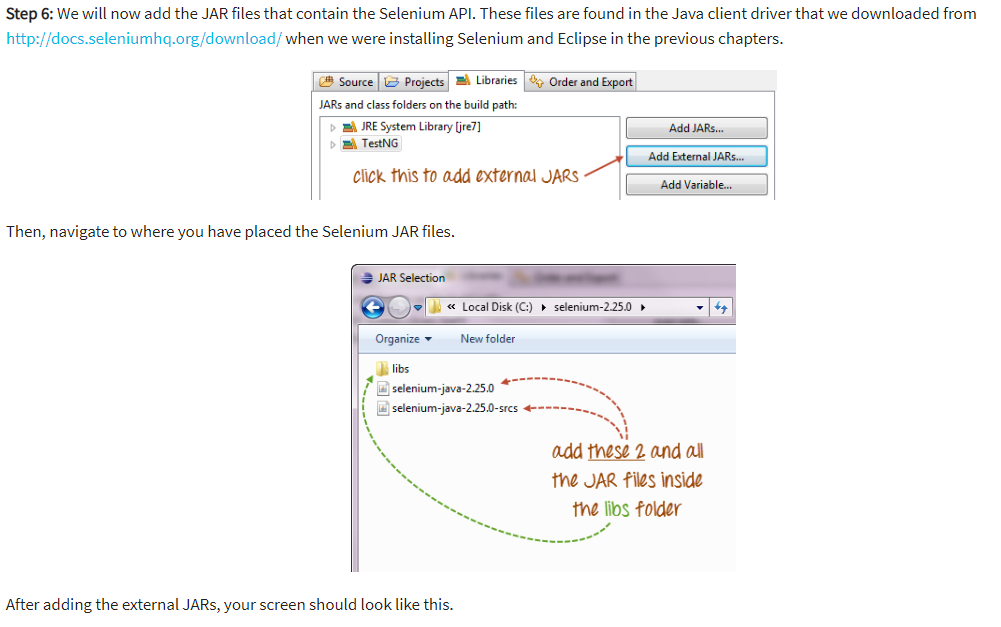 Step 6: We will now add the JAR files that contain the Selenium API. These files are found in the Java client driver that we downloaded from
http://docs.seleniumhq.org/download/ when we were installing Selenium and Eclipse in the previous chapters.
Source Projects Libraries Order and Export
JARs and class folders on the build path:
JRE System Library [jre7]
TestNG
Add JARs...
Add External JARs...
Add Variable...
click this to add external JARs
Then, navigate to where you have placed the Selenium JAR files.
JAR Selection
« Local Disk (C:) selenium-2.25.0
Organize New folder
libs
selenium-java-2.25.0
selenium-java-2.25.0-srcs
add these 2 and all
the JAR files inside
the libs folder
After adding the external JARs, your screen should look like this.